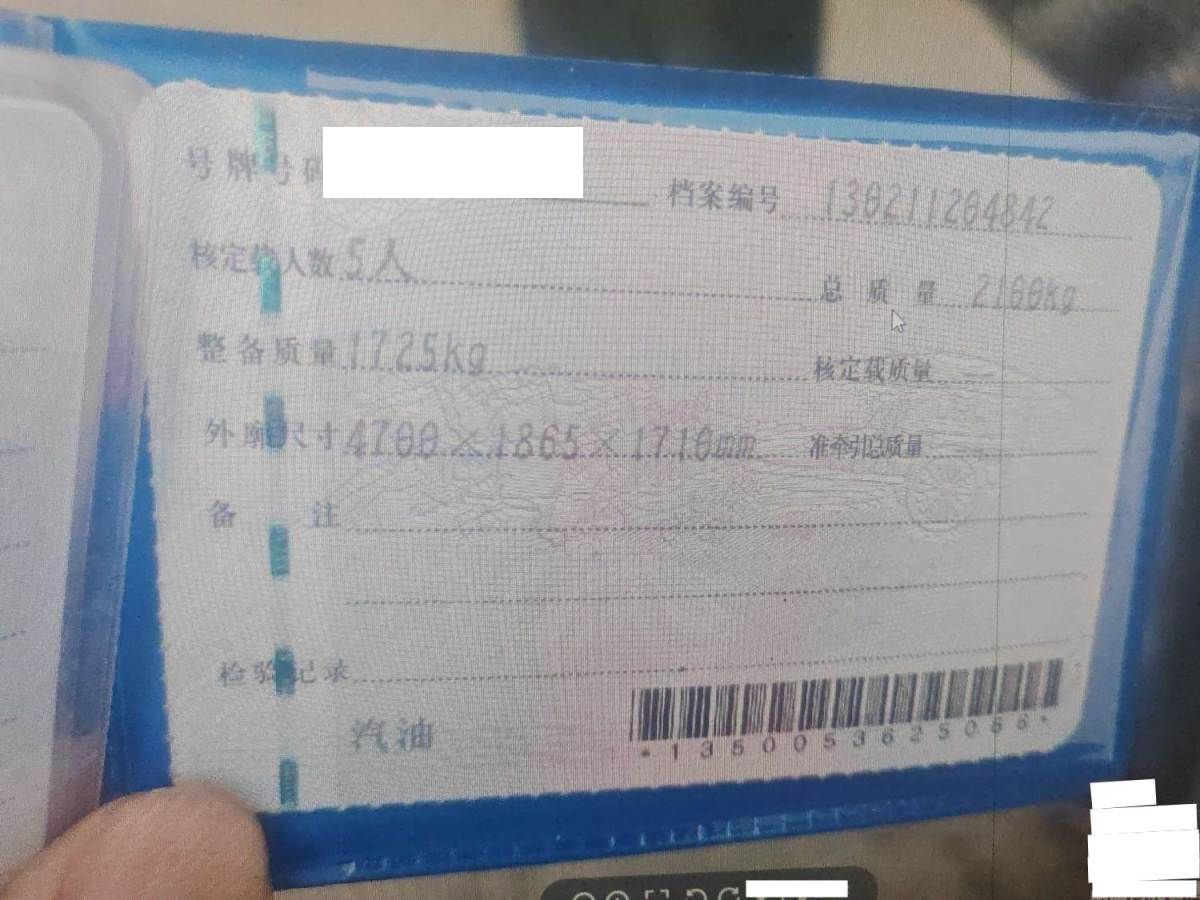 号牌号码 档案编号 130211204842
核定载人数 5人 总质量 2100kg
整备质量 1725kg 核定载质量
外廓尺寸 4700×1865×1710mm 准牵引总质量
备注
检验记录
汽油
*1350053625056*